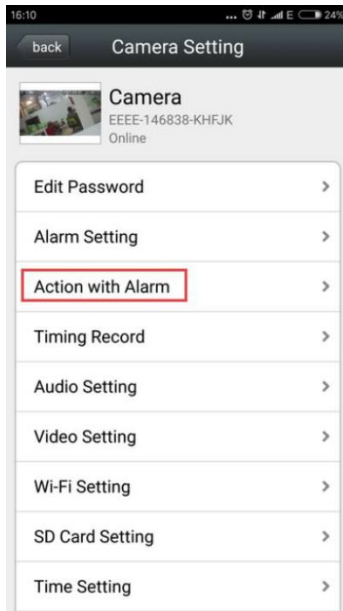 16:10 ... E 24%
back Camera Setting
Camera
EEEE-146838-KHFJK
Online
Edit Password
Alarm Setting
Action with Alarm
Timing Record
Audio Setting
Video Setting
Wi-Fi Setting
SD Card Setting
Time Setting